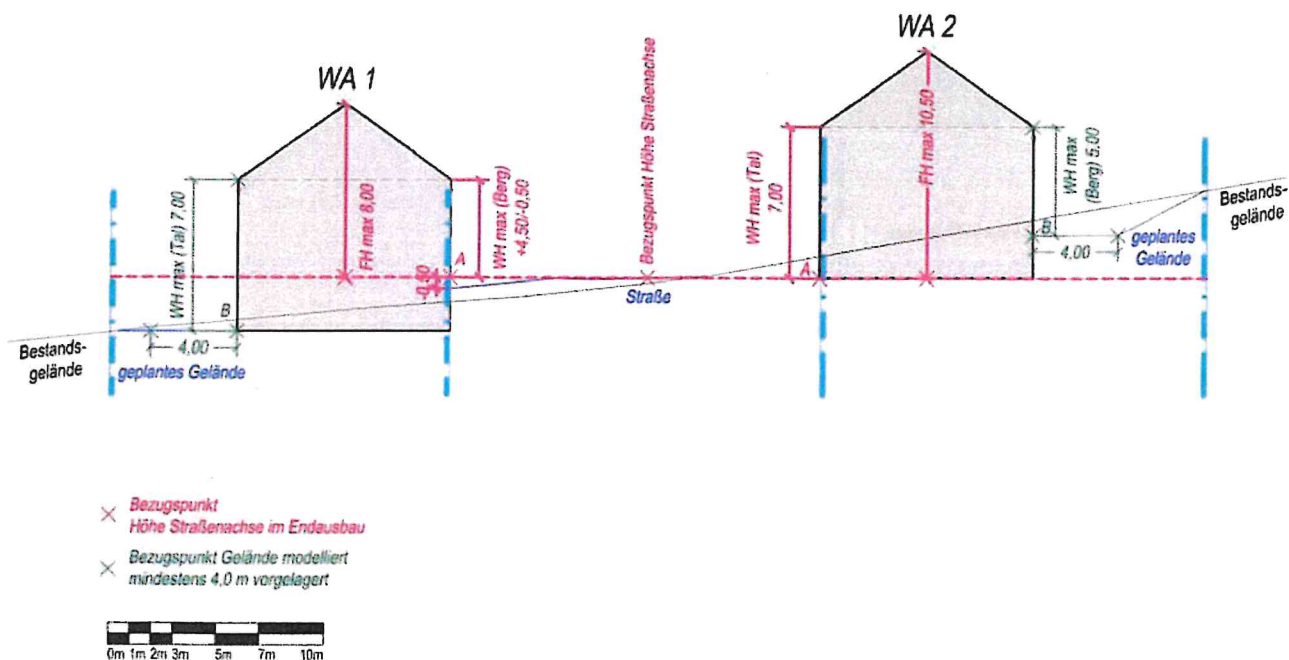 WA 1
WA 2
WH max (Tal) 7,00
FH max 8,00
WH max (Berg)
+4,50/-0,50
A
-0,50
B
4,00
Bestands-
gelände
geplantes Gelände
Bezugspunkt Höhe Straßenachse
Straße
WH max (Tal)
7,00
FH max 10,50
A
WH max
(Berg) 5,00
B
4,00
geplantes
Gelände
Bestands-
gelände
Bezugspunkt
Höhe Straßenachse im Endausbau
Bezugspunkt Gelände modelliert
mindestens 4,0 m vorgelagert
0m 1m 2m 3m 5m 7m 10m